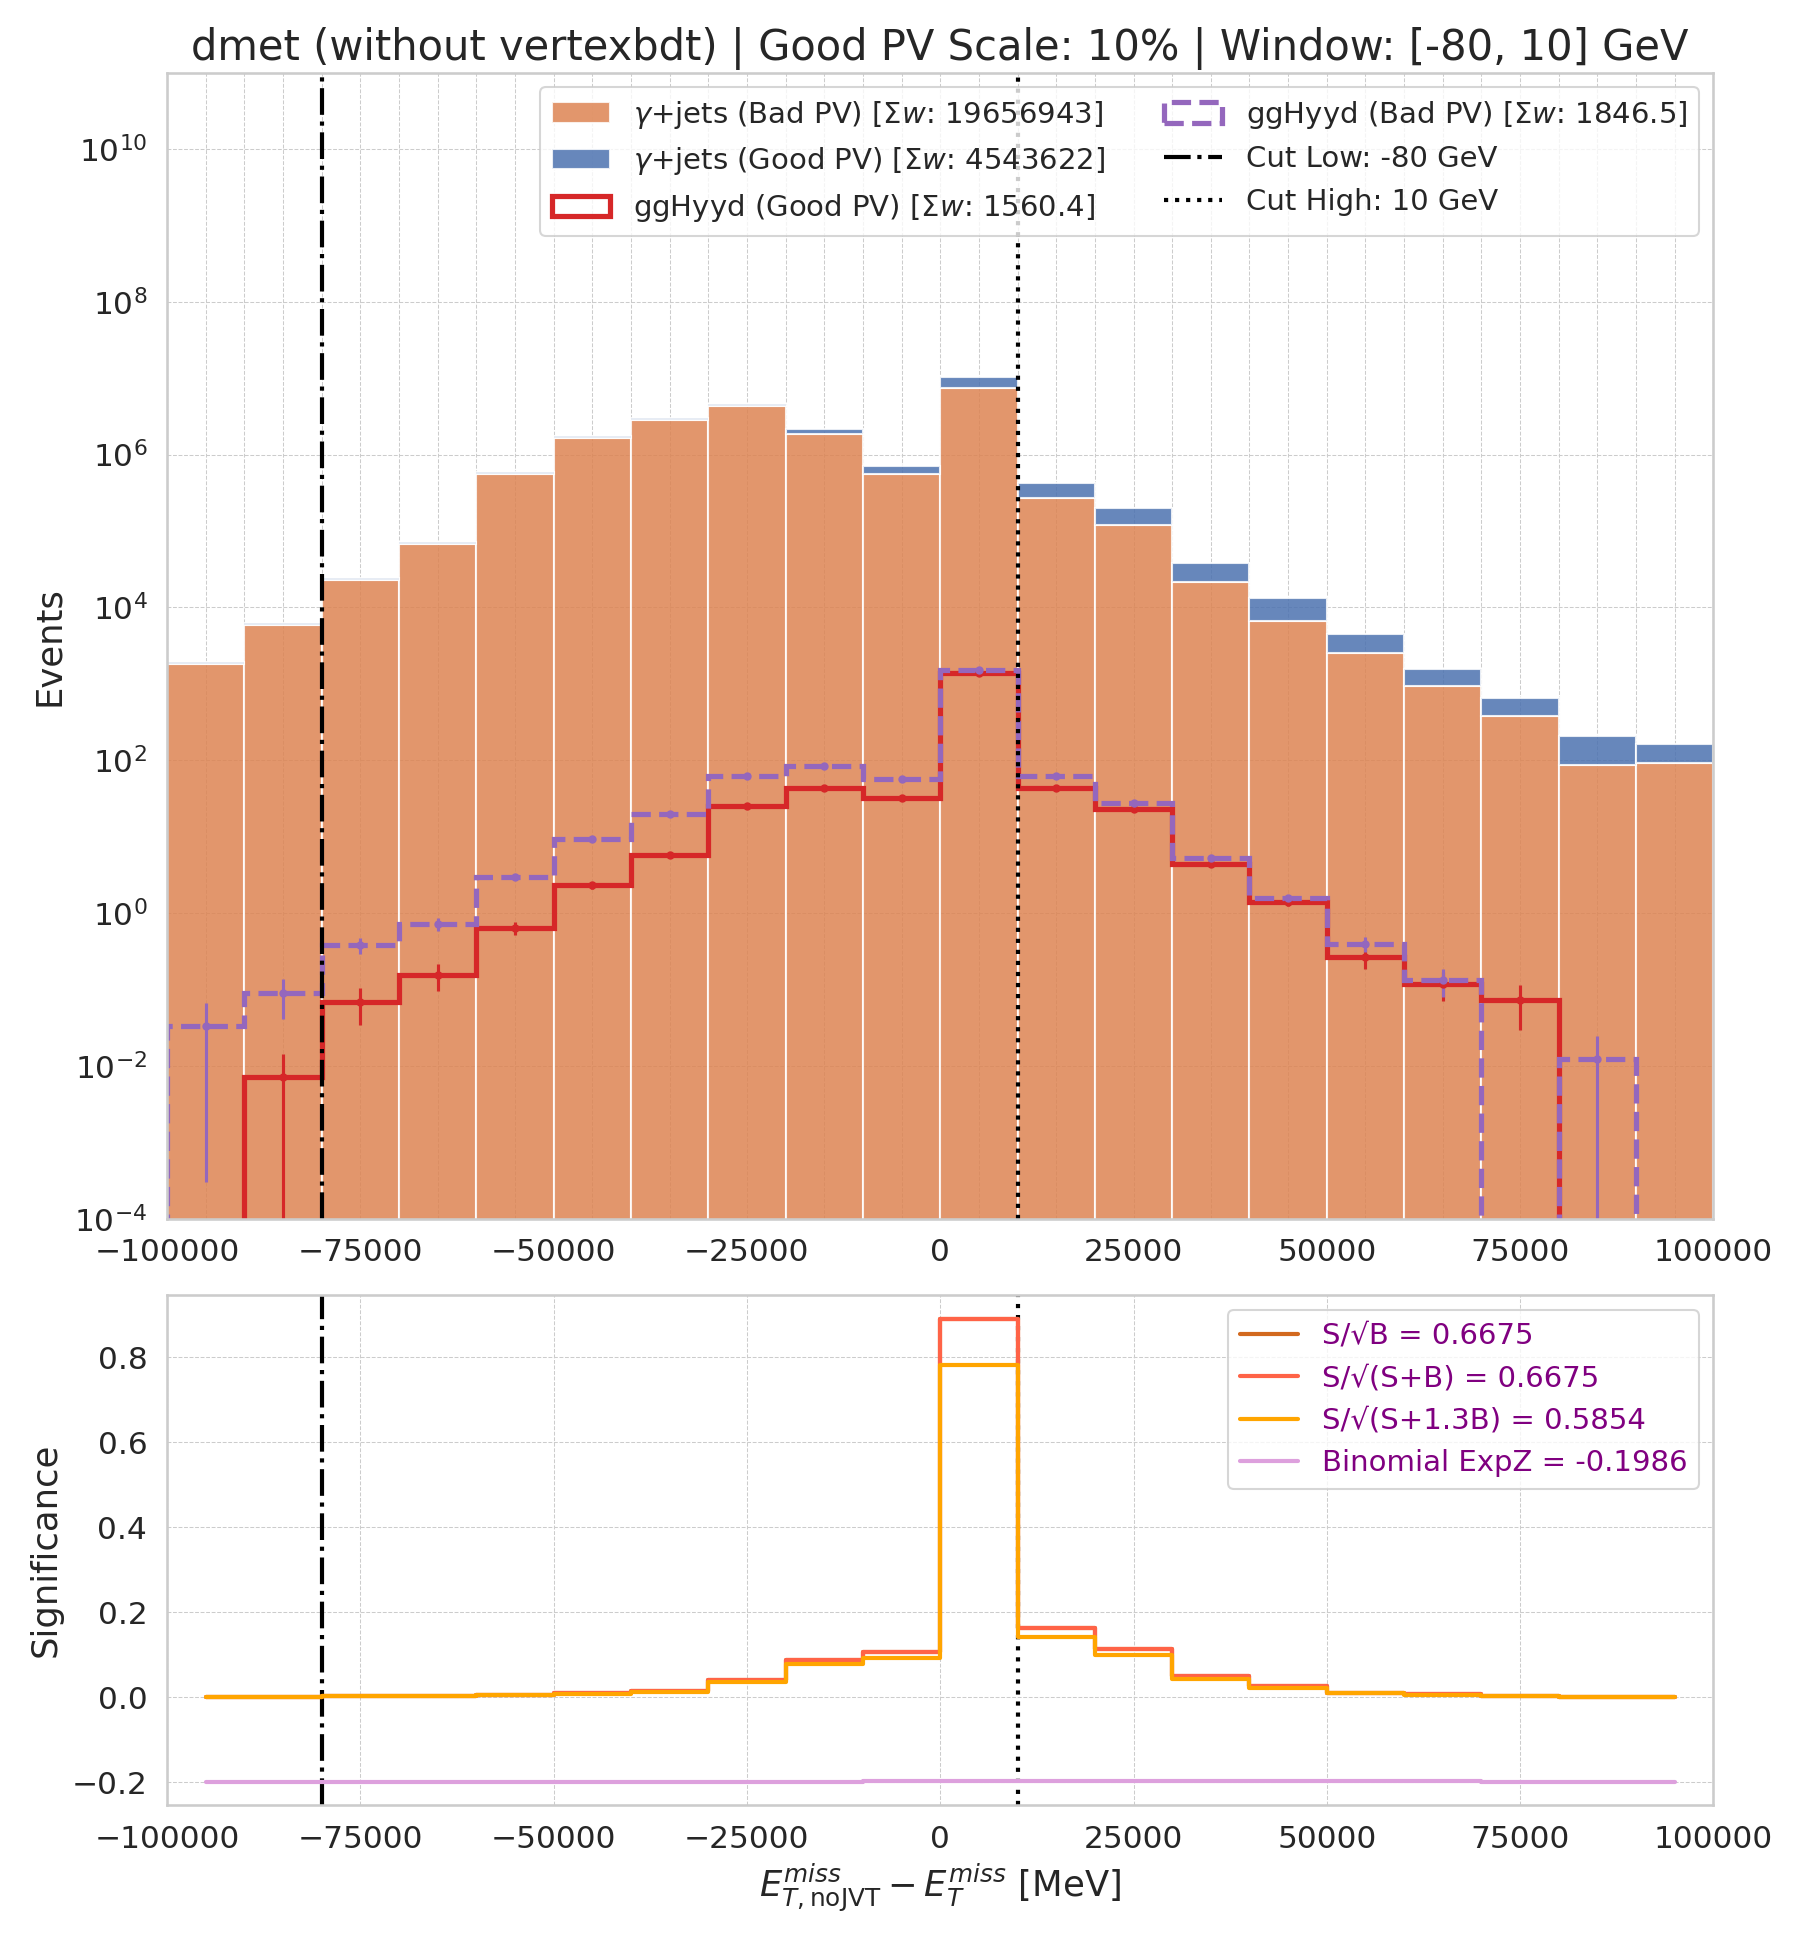 dmet (without vertexbdt) | Good PV Scale: 10% | Window: [-80, 10] GeV
γ+jets (Bad PV) [Σw: 19656943]
γ+jets (Good PV) [Σw: 4543622]
ggHyyd (Good PV) [Σw: 1560.4]
ggHyyd (Bad PV) [Σw: 1846.5]
Cut Low: -80 GeV
Cut High: 10 GeV
Events
10^10
10^8
10^6
10^4
10^2
10^0
10^−2
10^−4
−100000 −75000 −50000 −25000 0 25000 50000 75000 100000
S/√B = 0.6675
S/√(S+B) = 0.6675
S/√(S+1.3B) = 0.5854
Binomial ExpZ = -0.1986
Significance
0.8
0.6
0.4
0.2
0.0
−0.2
−100000 −75000 −50000 −25000 0 25000 50000 75000 100000
E_{T,noJVT}^{miss} − E_T^{miss} [MeV]